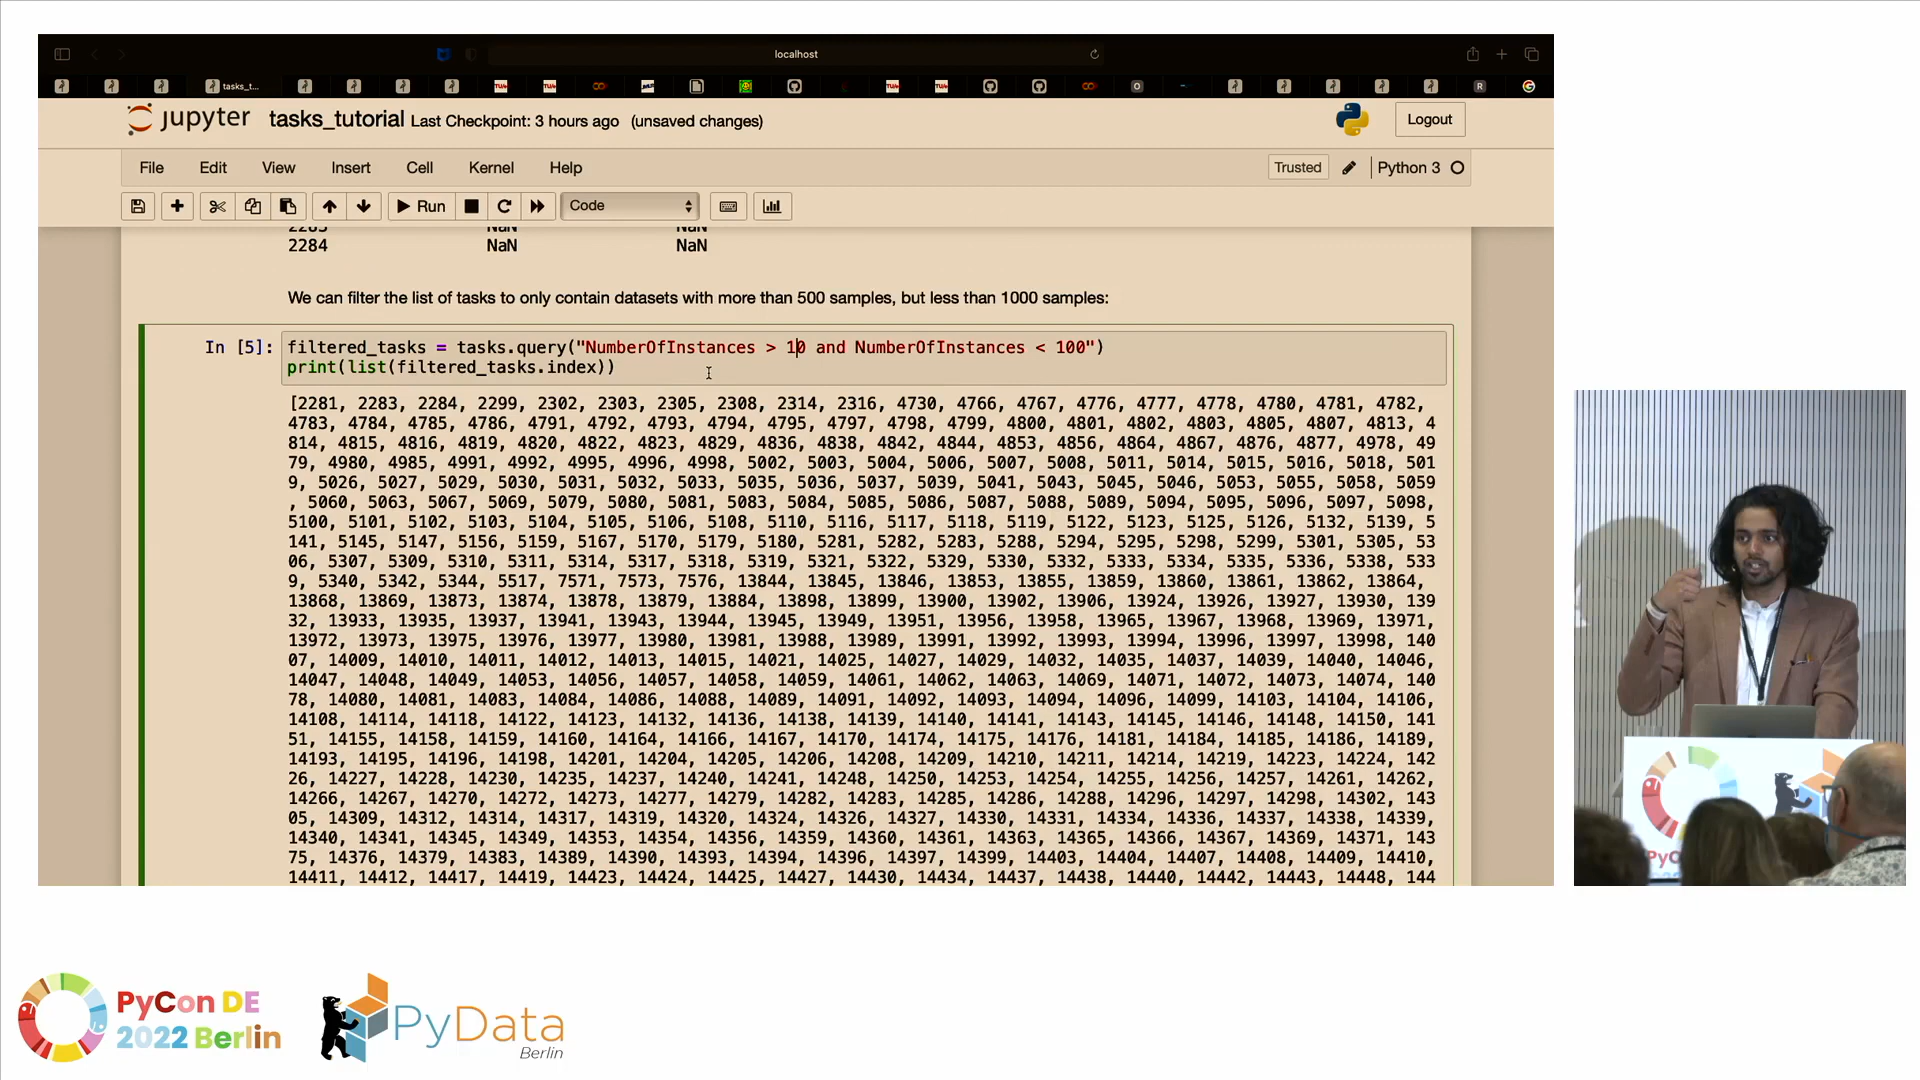 localhost
tasks_t...
jupyter tasks_tutorial Last Checkpoint: 3 hours ago (unsaved changes)
Logout
File Edit View Insert Cell Kernel Help
Trusted Python 3
Run Code
2284 NaN NaN
We can filter the list of tasks to only contain datasets with more than 500 samples, but less than 1000 samples:
In [5]: filtered_tasks = tasks.query("NumberOfInstances > 10 and NumberOfInstances < 100")
print(list(filtered_tasks.index))
[2281, 2283, 2284, 2299, 2302, 2303, 2305, 2308, 2314, 2316, 4730, 4766, 4767, 4776, 4777, 4778, 4780, 4781, 4782,
4783, 4784, 4785, 4786, 4791, 4792, 4793, 4794, 4795, 4797, 4798, 4799, 4800, 4801, 4802, 4803, 4805, 4807, 4813, 4
814, 4815, 4816, 4819, 4820, 4822, 4823, 4829, 4836, 4838, 4842, 4844, 4853, 4856, 4864, 4867, 4876, 4877, 4978, 49
79, 4980, 4985, 4991, 4992, 4995, 4996, 4998, 5002, 5003, 5004, 5006, 5007, 5008, 5011, 5014, 5015, 5016, 5018, 501
9, 5026, 5027, 5029, 5030, 5031, 5032, 5033, 5035, 5036, 5037, 5039, 5041, 5043, 5045, 5046, 5053, 5055, 5058, 5059
, 5060, 5063, 5067, 5069, 5079, 5080, 5081, 5083, 5084, 5085, 5086, 5087, 5088, 5089, 5094, 5095, 5096, 5097, 5098,
5100, 5101, 5102, 5103, 5104, 5105, 5106, 5108, 5110, 5116, 5117, 5118, 5119, 5122, 5123, 5125, 5126, 5132, 5139, 5
141, 5145, 5147, 5156, 5159, 5167, 5170, 5179, 5180, 5281, 5282, 5283, 5288, 5294, 5295, 5298, 5299, 5301, 5305, 53
06, 5307, 5309, 5310, 5311, 5314, 5317, 5318, 5319, 5321, 5322, 5329, 5330, 5332, 5333, 5334, 5335, 5336, 5338, 533
9, 5340, 5342, 5344, 5517, 7571, 7573, 7576, 13844, 13845, 13846, 13853, 13855, 13859, 13860, 13861, 13862, 13864,
13868, 13869, 13873, 13874, 13878, 13879, 13884, 13898, 13899, 13900, 13902, 13906, 13924, 13926, 13927, 13930, 139
32, 13933, 13935, 13937, 13941, 13943, 13944, 13945, 13949, 13951, 13956, 13958, 13965, 13967, 13968, 13969, 13971,
13972, 13973, 13975, 13976, 13977, 13980, 13981, 13988, 13989, 13991, 13992, 13993, 13994, 13996, 13997, 13998, 140
07, 14009, 14010, 14011, 14012, 14013, 14015, 14021, 14025, 14027, 14029, 14032, 14035, 14037, 14039, 14040, 14046,
14047, 14048, 14049, 14053, 14056, 14057, 14058, 14059, 14061, 14062, 14063, 14069, 14071, 14072, 14073, 14074, 140
78, 14080, 14081, 14083, 14084, 14086, 14088, 14089, 14091, 14092, 14093, 14094, 14096, 14099, 14103, 14104, 14106,
14108, 14114, 14118, 14122, 14123, 14132, 14136, 14138, 14139, 14140, 14141, 14143, 14145, 14146, 14148, 14150, 141
51, 14155, 14158, 14159, 14160, 14164, 14166, 14167, 14170, 14174, 14175, 14176, 14181, 14184, 14185, 14186, 14189,
14193, 14195, 14196, 14198, 14201, 14204, 14205, 14206, 14208, 14209, 14210, 14211, 14214, 14219, 14223, 14224, 142
26, 14227, 14228, 14230, 14235, 14237, 14240, 14241, 14248, 14250, 14253, 14254, 14255, 14256, 14257, 14261, 14262,
14266, 14267, 14270, 14272, 14273, 14277, 14279, 14282, 14283, 14285, 14286, 14288, 14296, 14297, 14298, 14302, 143
05, 14309, 14312, 14314, 14317, 14319, 14320, 14324, 14326, 14327, 14330, 14331, 14334, 14336, 14337, 14338, 14339,
14340, 14341, 14345, 14349, 14353, 14354, 14356, 14359, 14360, 14361, 14363, 14365, 14366, 14367, 14369, 14371, 143
75, 14376, 14379, 14383, 14389, 14390, 14393, 14394, 14396, 14397, 14399, 14403, 14404, 14407, 14408, 14409, 14410,
14411, 14412, 14417, 14419, 14423, 14424, 14425, 14427, 14430, 14434, 14437, 14438, 14440, 14442, 14443, 14448, 144
PyCon DE
2022 Berlin
PyData
Berlin